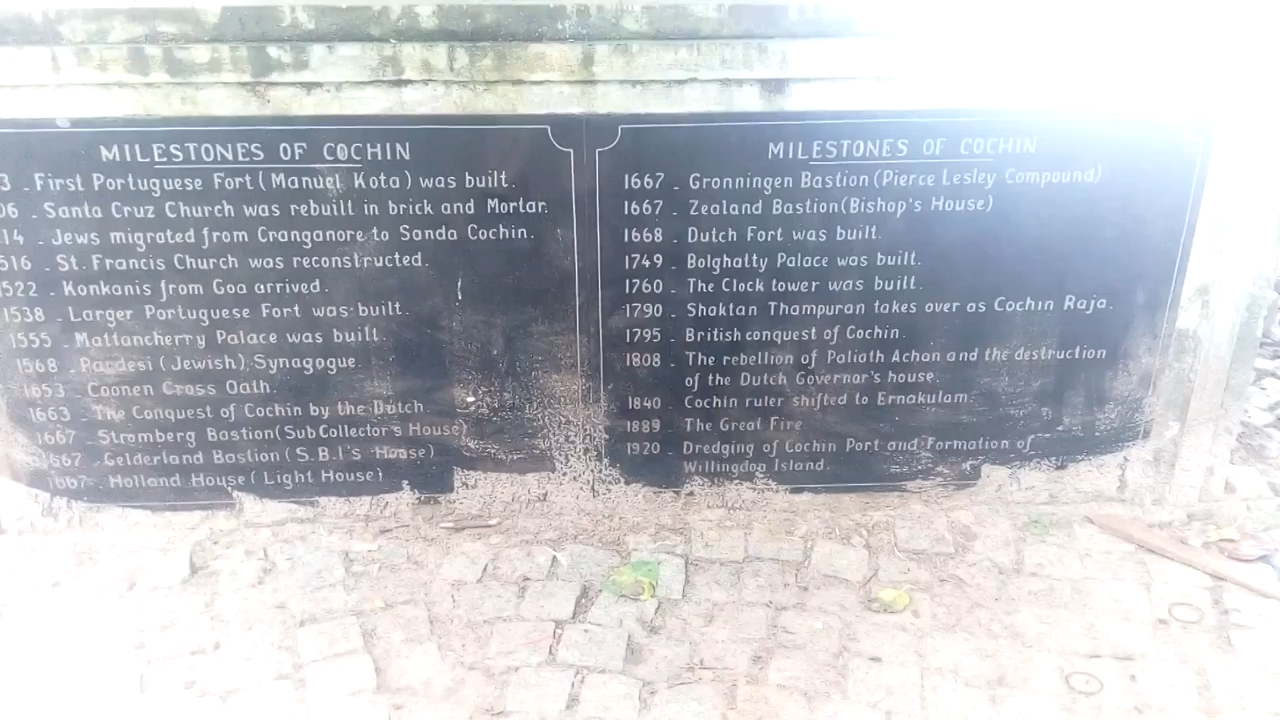 MILESTONES OF COCHIN
3 - First Portuguese Fort (Manuel Kota) was built.
06 - Santa Cruz Church was rebuilt in brick and Mortar.
14 - Jews migrated from Cranganore to Sanda Cochin.
516 - St. Francis Church was reconstructed.
1522 - Konkanis from Goa arrived.
1538 - Larger Portuguese Fort was built.
1555 - Mattancherry Palace was built.
1568 - Pardesi (Jewish) Synagogue.
1653 - Coonen Cross Oath.
1663 - The Conquest of Cochin by the Dutch.
1667 - Stromberg Bastion (Sub Collector's House)
1667 - Gelderland Bastion (S.B.I's House)
1667 - Holland House (Light House)
MILESTONES OF COCHIN
1667 - Gronningen Bastion (Pierce Lesley Compound)
1667 - Zealand Bastion (Bishop's House)
1668 - Dutch Fort was built.
1749 - Bolghatty Palace was built.
1760 - The Clock tower was built.
1790 - Shaktan Thampuran takes over as Cochin Raja.
1795 - British conquest of Cochin.
1808 - The rebellion of Paliath Achan and the destruction
of the Dutch Governor's house.
1840 - Cochin ruler shifted to Ernakulam.
1889 - The Great Fire
1920 - Dredging of Cochin Port and Formation of
Willingdon Island.